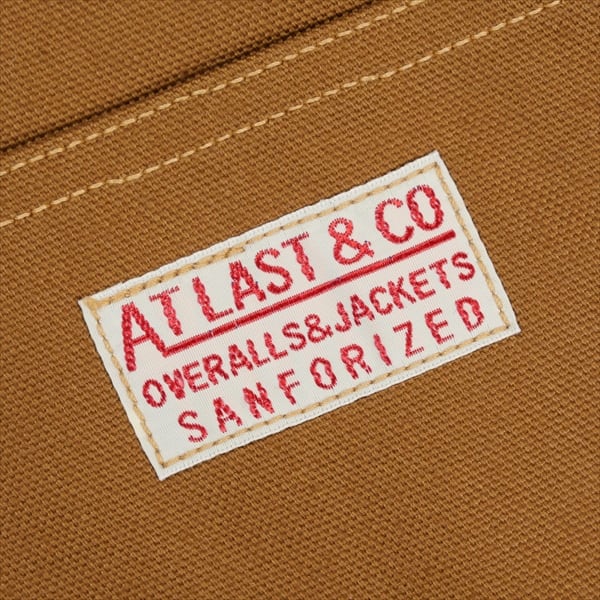 AT LAST & CO
OVERALLS&JACKETS
SANFORIZED